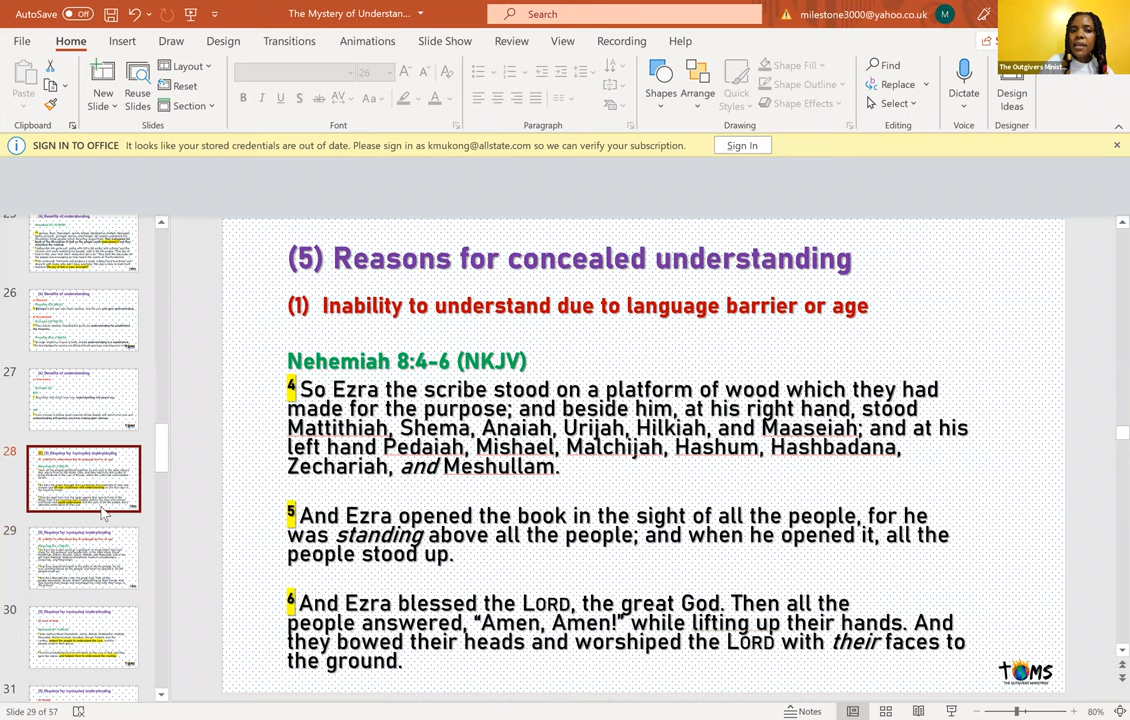 AutoSave Off The Mystery of Understan... Search milestone3000@yahoo.co.uk M
The Outgivers Minist...
File Home Insert Draw Design Transitions Animations Slide Show Review View Recording Help
Paste New Slide Reuse Slides Layout Reset Section 26 Shapes Arrange Quick Styles Shape Fill Shape Outline Shape Effects Find Replace Select Dictate Design Ideas
B I U S ab AV Aa A
Clipboard Slides Font Paragraph Drawing Editing Voice Designer
SIGN IN TO OFFICE It looks like your stored credentials are out of date. Please sign in as kmukong@allstate.com so we can verify your subscription. Sign In
26
27
28
29
30
31
(5) Reasons for concealed understanding
(1) Inability to understand due to language barrier or age
Nehemiah 8:4-6 (NKJV)
4 So Ezra the scribe stood on a platform of wood which they had
made for the purpose; and beside him, at his right hand, stood
Mattithiah, Shema, Anaiah, Urijah, Hilkiah, and Maaseiah; and at his
left hand Pedaiah, Mishael, Malchijah, Hashum, Hashbadana,
Zechariah, and Meshullam.
5 And Ezra opened the book in the sight of all the people, for he
was standing above all the people; and when he opened it, all the
people stood up.
6 And Ezra blessed the LORD, the great God. Then all the
people answered, “Amen, Amen!” while lifting up their hands. And
they bowed their heads and worshiped the LORD with their faces to
the ground.
TOMS
THE OUTGIVERS MINISTRIES
Slide 29 of 57 Notes 80%